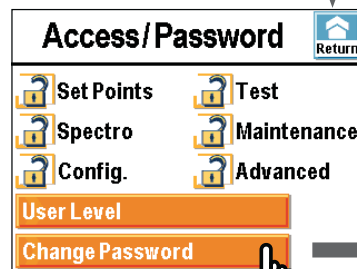 Access/Password
Return
Set Points Test
Spectro Maintenance
Config. Advanced
User Level
Change Password